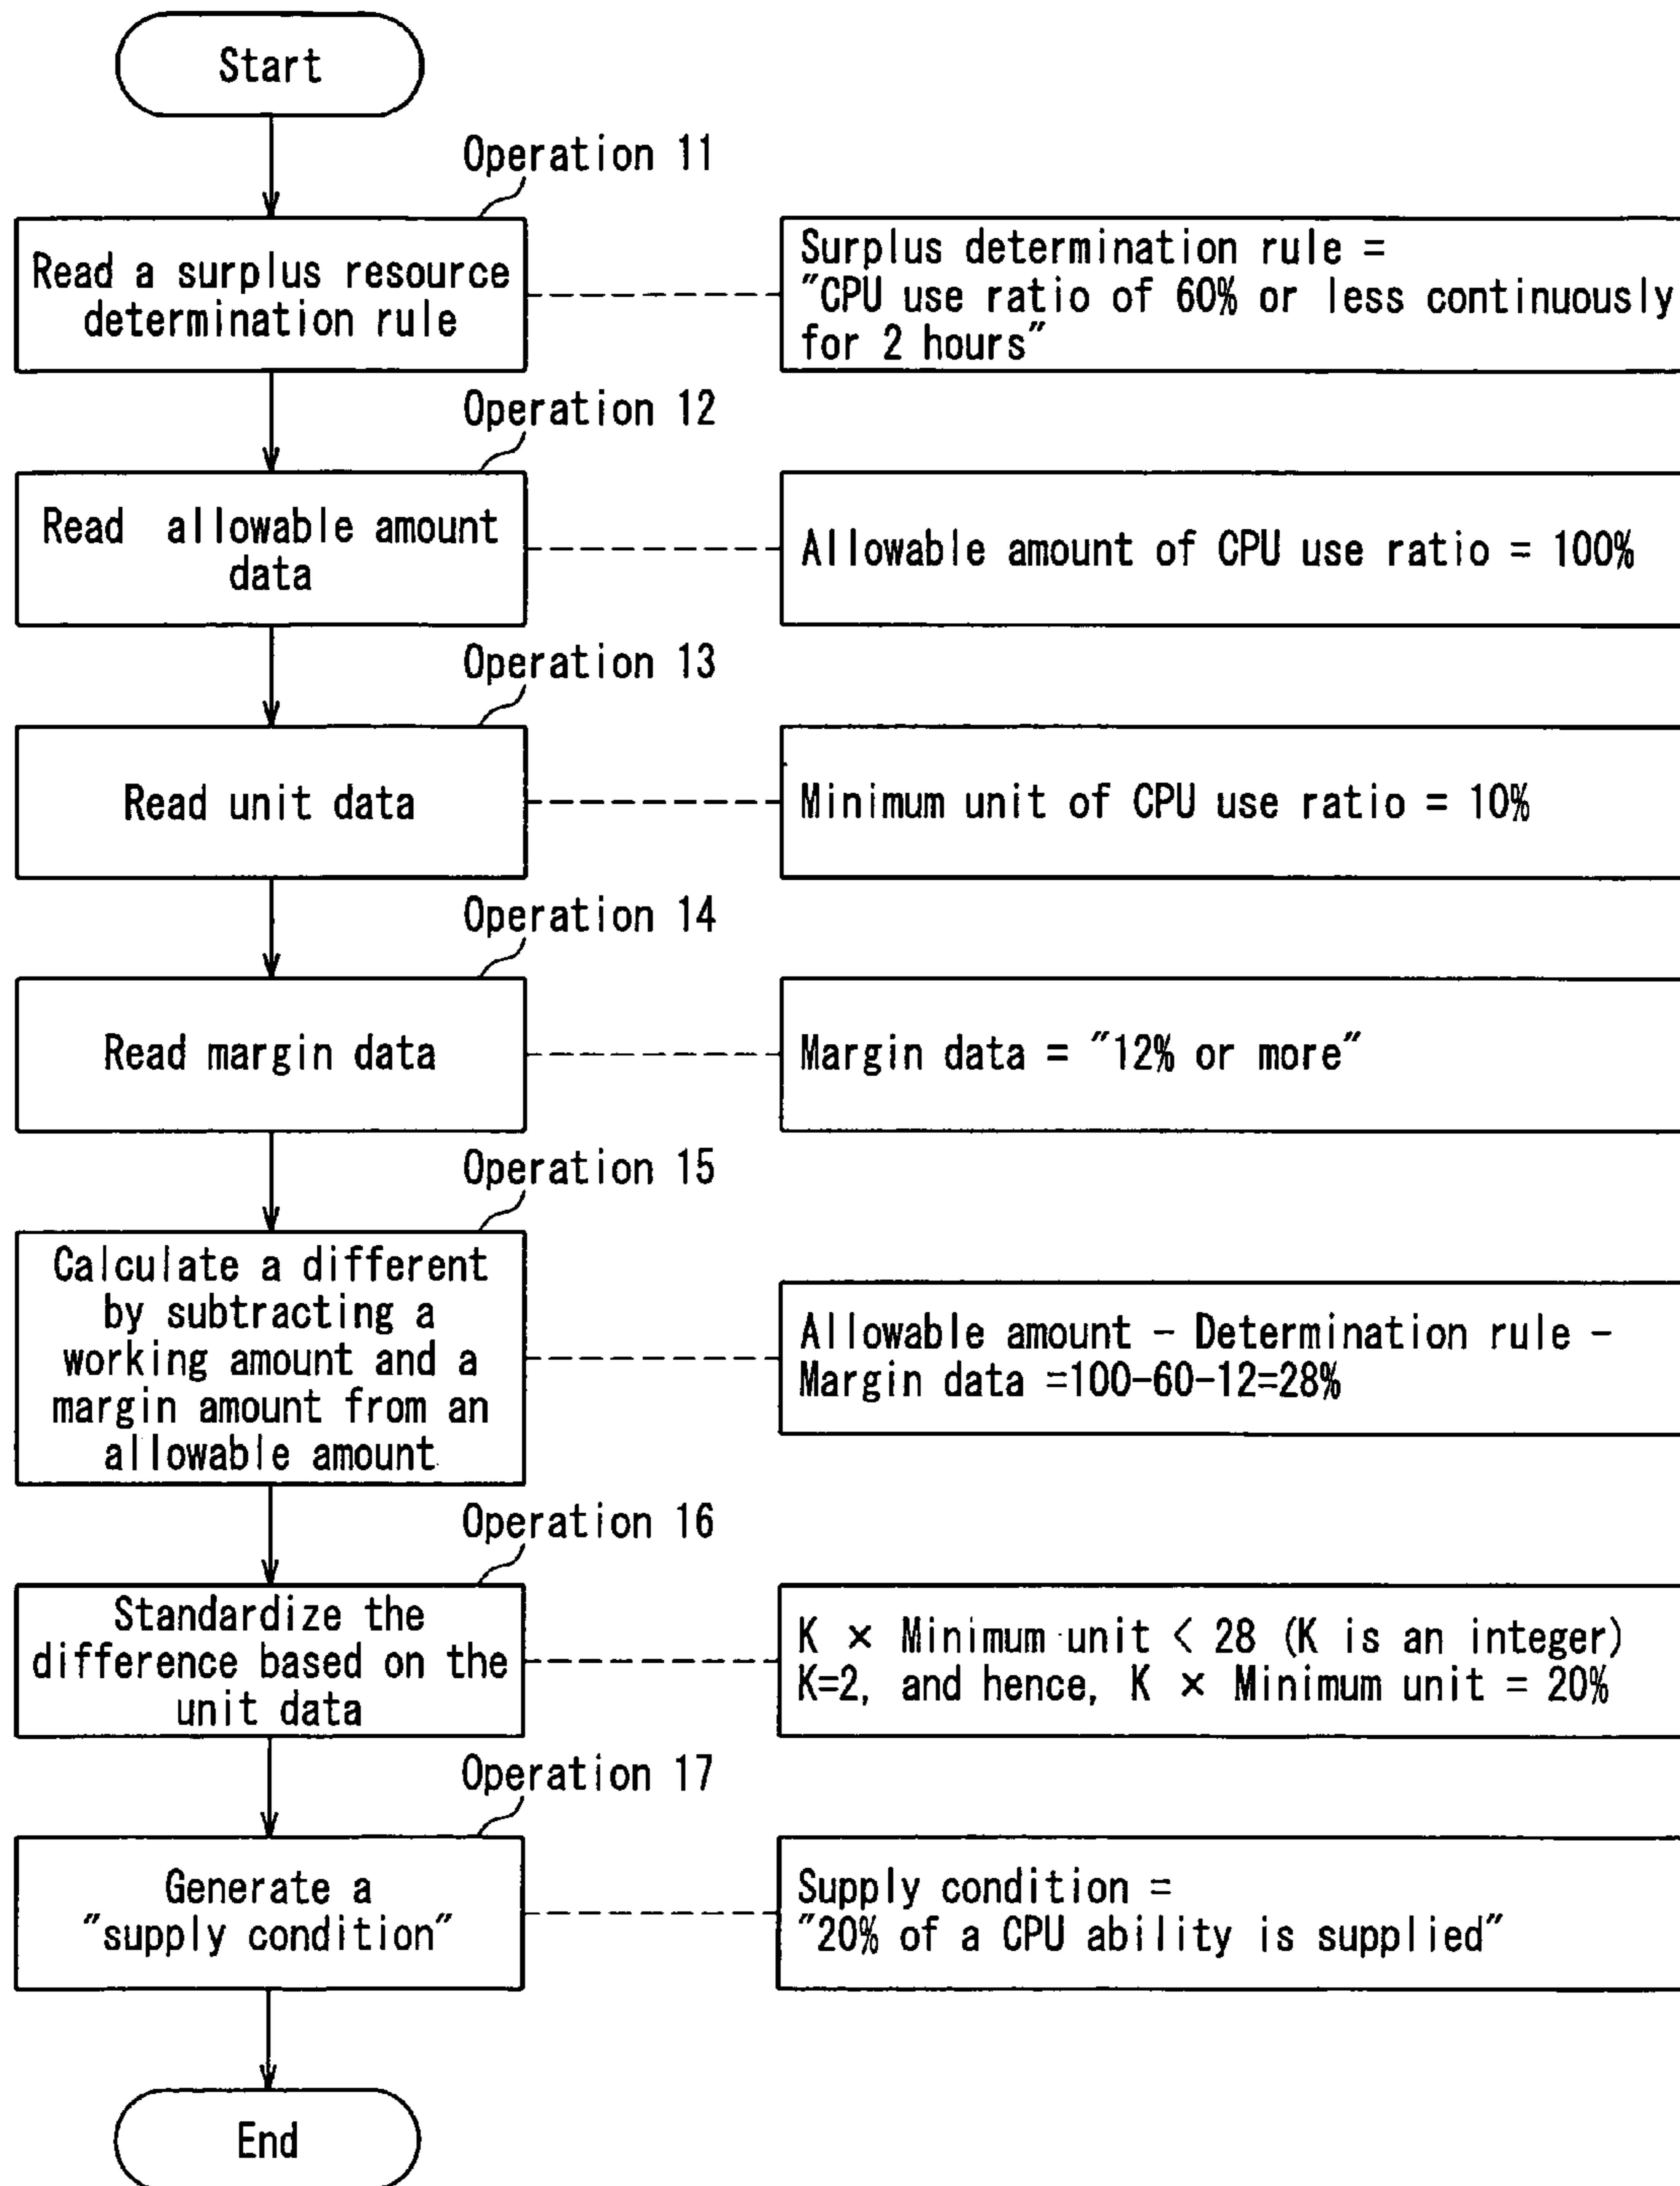 Start
Operation 11
Read a surplus resource
determination rule
Surplus determination rule =
"CPU use ratio of 60% or less continuously
for 2 hours"
Operation 12
Read allowable amount
data
Allowable amount of CPU use ratio = 100%
Operation 13
Read unit data
Minimum unit of CPU use ratio = 10%
Operation 14
Read margin data
Margin data = "12% or more"
Operation 15
Calculate a different
by subtracting a
working amount and a
margin amount from an
allowable amount
Allowable amount - Determination rule -
Margin data =100-60-12=28%
Operation 16
Standardize the
difference based on the
unit data
K × Minimum unit < 28 (K is an integer)
K=2, and hence, K × Minimum unit = 20%
Operation 17
Generate a
"supply condition"
Supply condition =
"20% of a CPU ability is supplied"
End